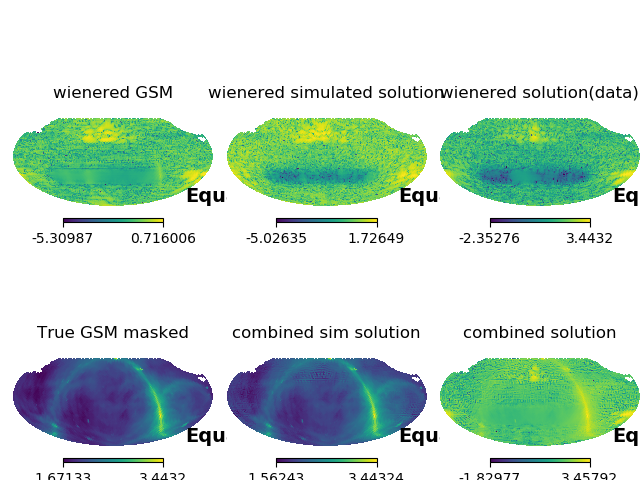 wienered GSM wienered simulated solution wienered solution(data)
Equ Equ Eq
-5.30987 0.716006 -5.02635 1.72649 -2.35276 3.4432
True GSM masked combined sim solution combined solution
Equ Equ Eq
1.67133 3.4432 1.56243 3.44324 -1.82977 3.45792